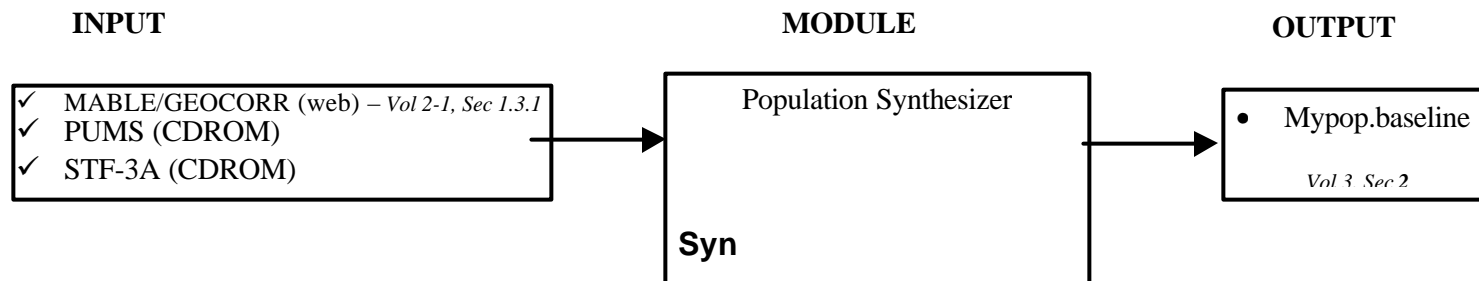 INPUT
MODULE
OUTPUT
✓ MABLE/GEOCORR (web) – Vol 2-1, Sec 1.3.1
✓ PUMS (CDROM)
✓ STF-3A (CDROM)
Population Synthesizer
Syn
• Mypop.baseline
Vol 3, Sec 2